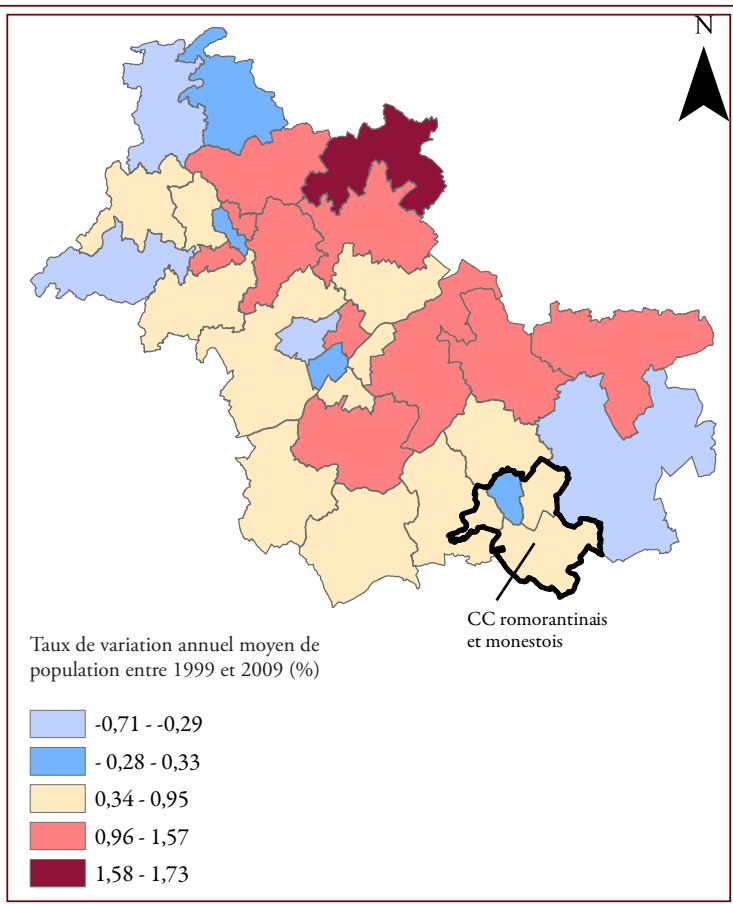 N
CC romorantinais
et monestois
Taux de variation annuel moyen de
population entre 1999 et 2009 (%)
-0,71 - -0,29
- 0,28 - 0,33
0,34 - 0,95
0,96 - 1,57
1,58 - 1,73